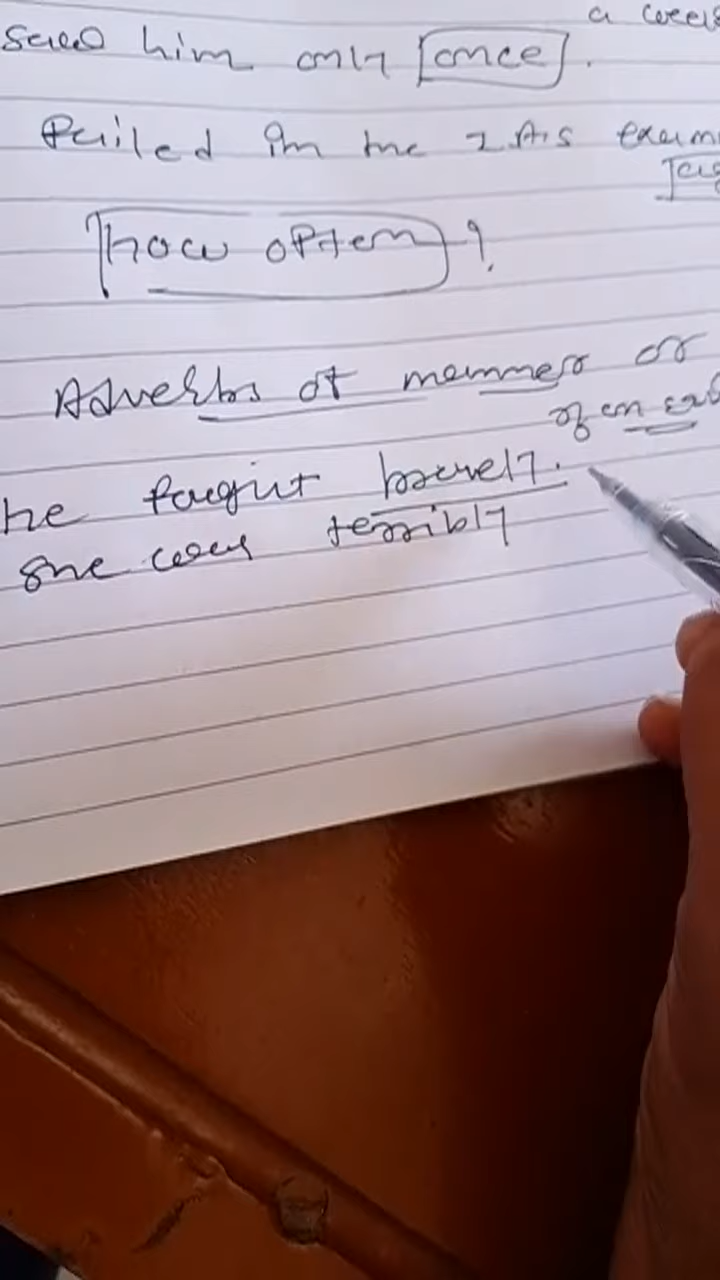 a week
saw him only once.
Failed in the IAS exam
how often?
Adverbs of manner or
of
he fought bravely.
she was terribly